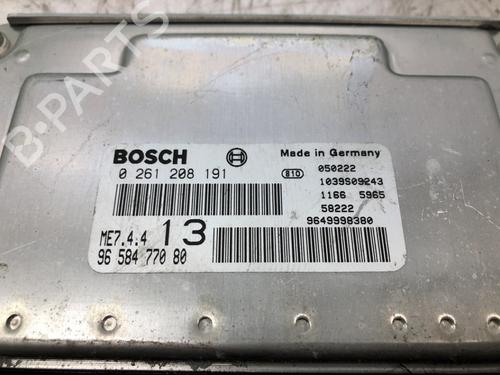 BOSCH
Made in Germany
0 261 208 191
810
050222
1039S09243
1166 5965
58222
9649998380
ME7.4.4 13
96 584 770 80
B-PARTS